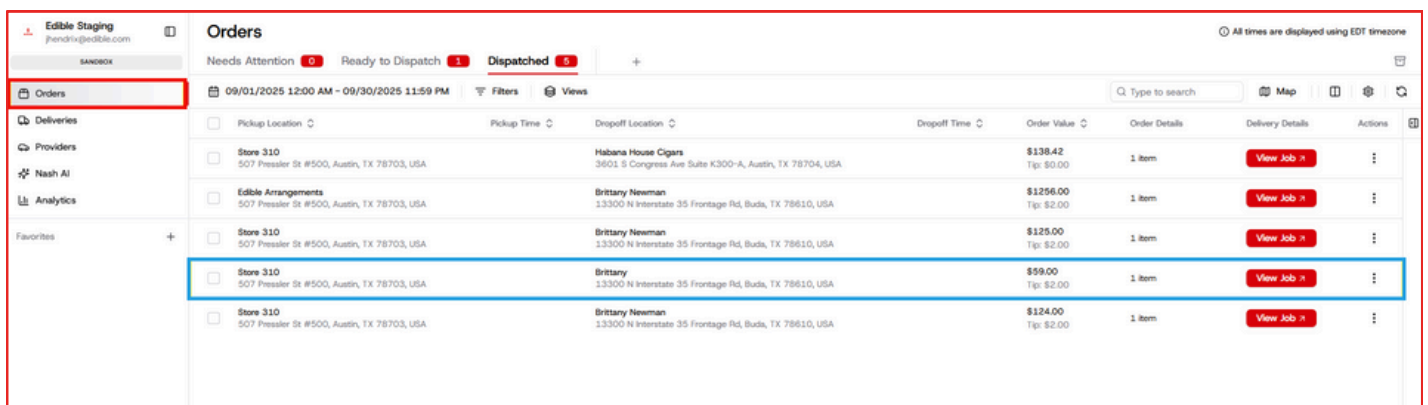 Edible Staging
jhendrix@edible.com
SANDBOX
Orders
Deliveries
Providers
Nash AI
Analytics
Favorites +
Orders
All times are displayed using EDT timezone
Needs Attention 0 Ready to Dispatch 1 Dispatched 5 +
09/01/2025 12:00 AM - 09/30/2025 11:59 PM Filters Views Type to search Map
Pickup Location Pickup Time Dropoff Location Dropoff Time Order Value Order Details Delivery Details Actions
Store 310 Habana House Cigars $138.42
507 Pressler St #500, Austin, TX 78703, USA 3601 S Congress Ave Suite K300-A, Austin, TX 78704, USA Tip: $0.00 1 item View Job
Edible Arrangements Brittany Newman $1256.00
507 Pressler St #500, Austin, TX 78703, USA 13300 N Interstate 35 Frontage Rd, Buda, TX 78610, USA Tip: $2.00 1 item View Job
Store 310 Brittany Newman $125.00
507 Pressler St #500, Austin, TX 78703, USA 13300 N Interstate 35 Frontage Rd, Buda, TX 78610, USA Tip: $2.00 1 item View Job
Store 310 Brittany $59.00
507 Pressler St #500, Austin, TX 78703, USA 13300 N Interstate 35 Frontage Rd, Buda, TX 78610, USA Tip: $2.00 1 item View Job
Store 310 Brittany Newman $124.00
507 Pressler St #500, Austin, TX 78703, USA 13300 N Interstate 35 Frontage Rd, Buda, TX 78610, USA Tip: $2.00 1 item View Job